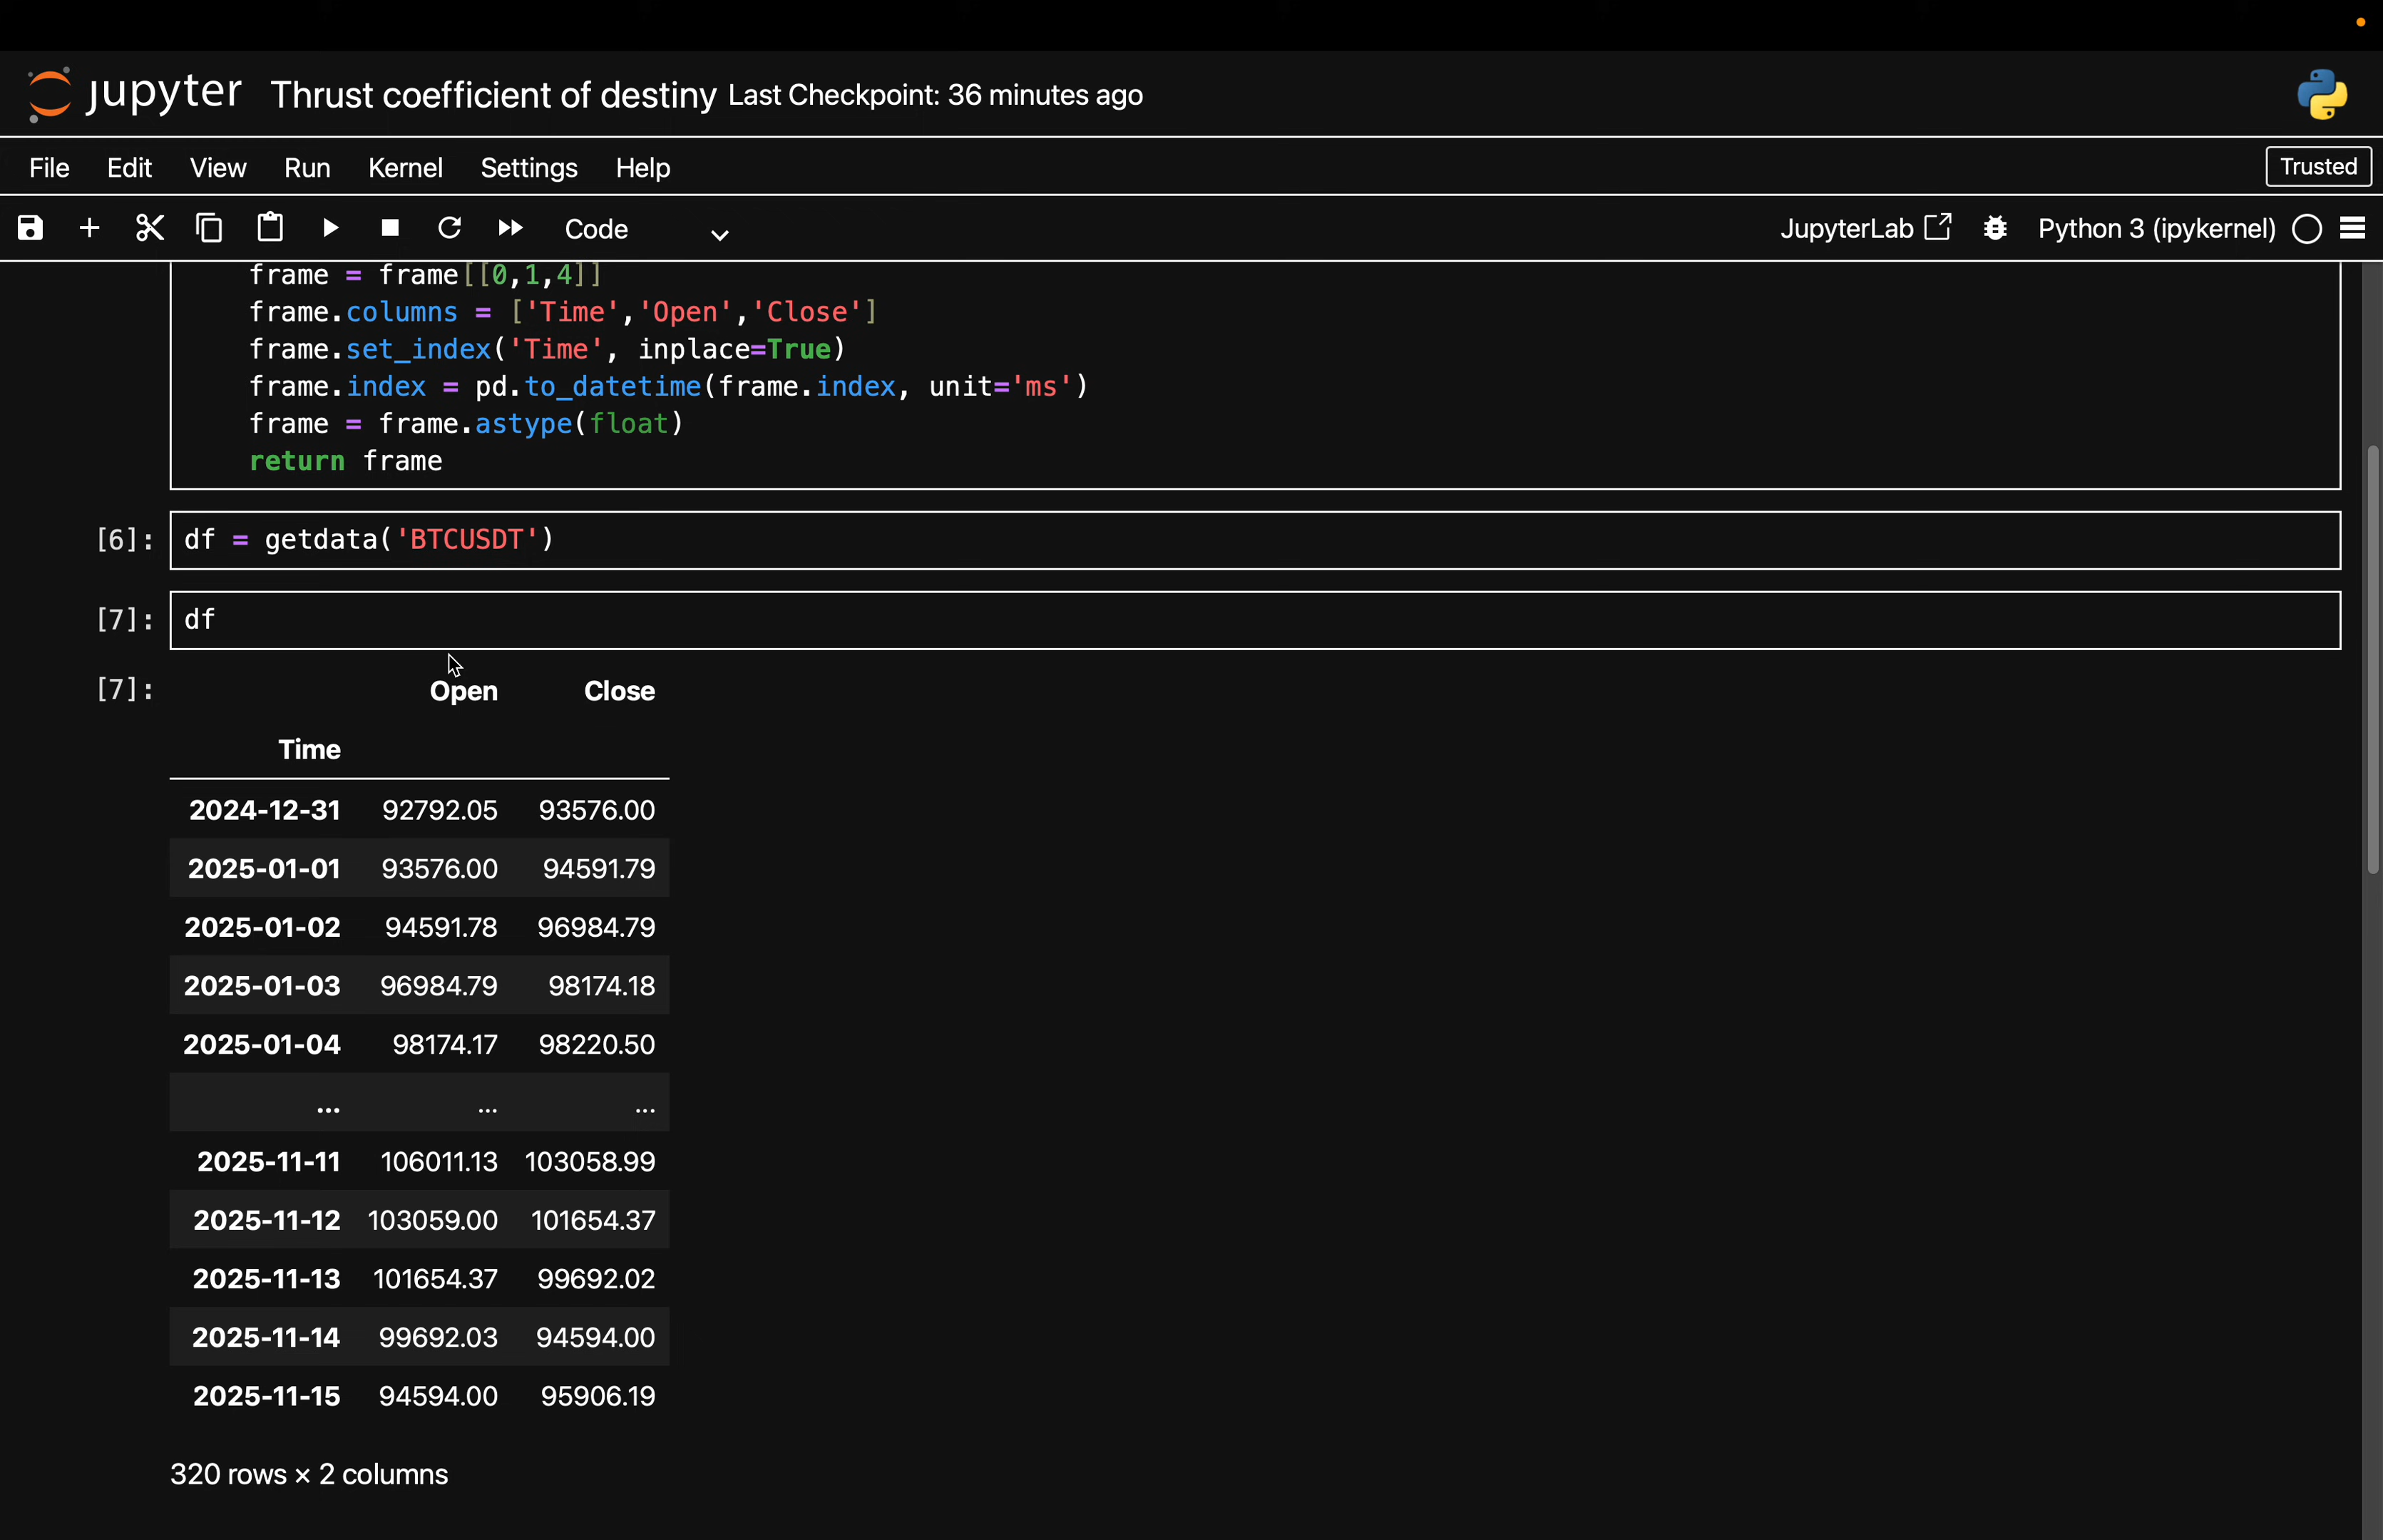 jupyter Thrust coefficient of destiny Last Checkpoint: 36 minutes ago
File Edit View Run Kernel Settings Help Trusted
Code JupyterLab Python 3 (ipykernel)
frame = frame[[0,1,4]]
frame.columns = ['Time','Open','Close']
frame.set_index('Time', inplace=True)
frame.index = pd.to_datetime(frame.index, unit='ms')
frame = frame.astype(float)
return frame
[6]: df = getdata('BTCUSDT')
[7]: df
[7]: Open Close
Time
2024-12-31 92792.05 93576.00
2025-01-01 93576.00 94591.79
2025-01-02 94591.78 96984.79
2025-01-03 96984.79 98174.18
2025-01-04 98174.17 98220.50
... ... ...
2025-11-11 106011.13 103058.99
2025-11-12 103059.00 101654.37
2025-11-13 101654.37 99692.02
2025-11-14 99692.03 94594.00
2025-11-15 94594.00 95906.19
320 rows × 2 columns